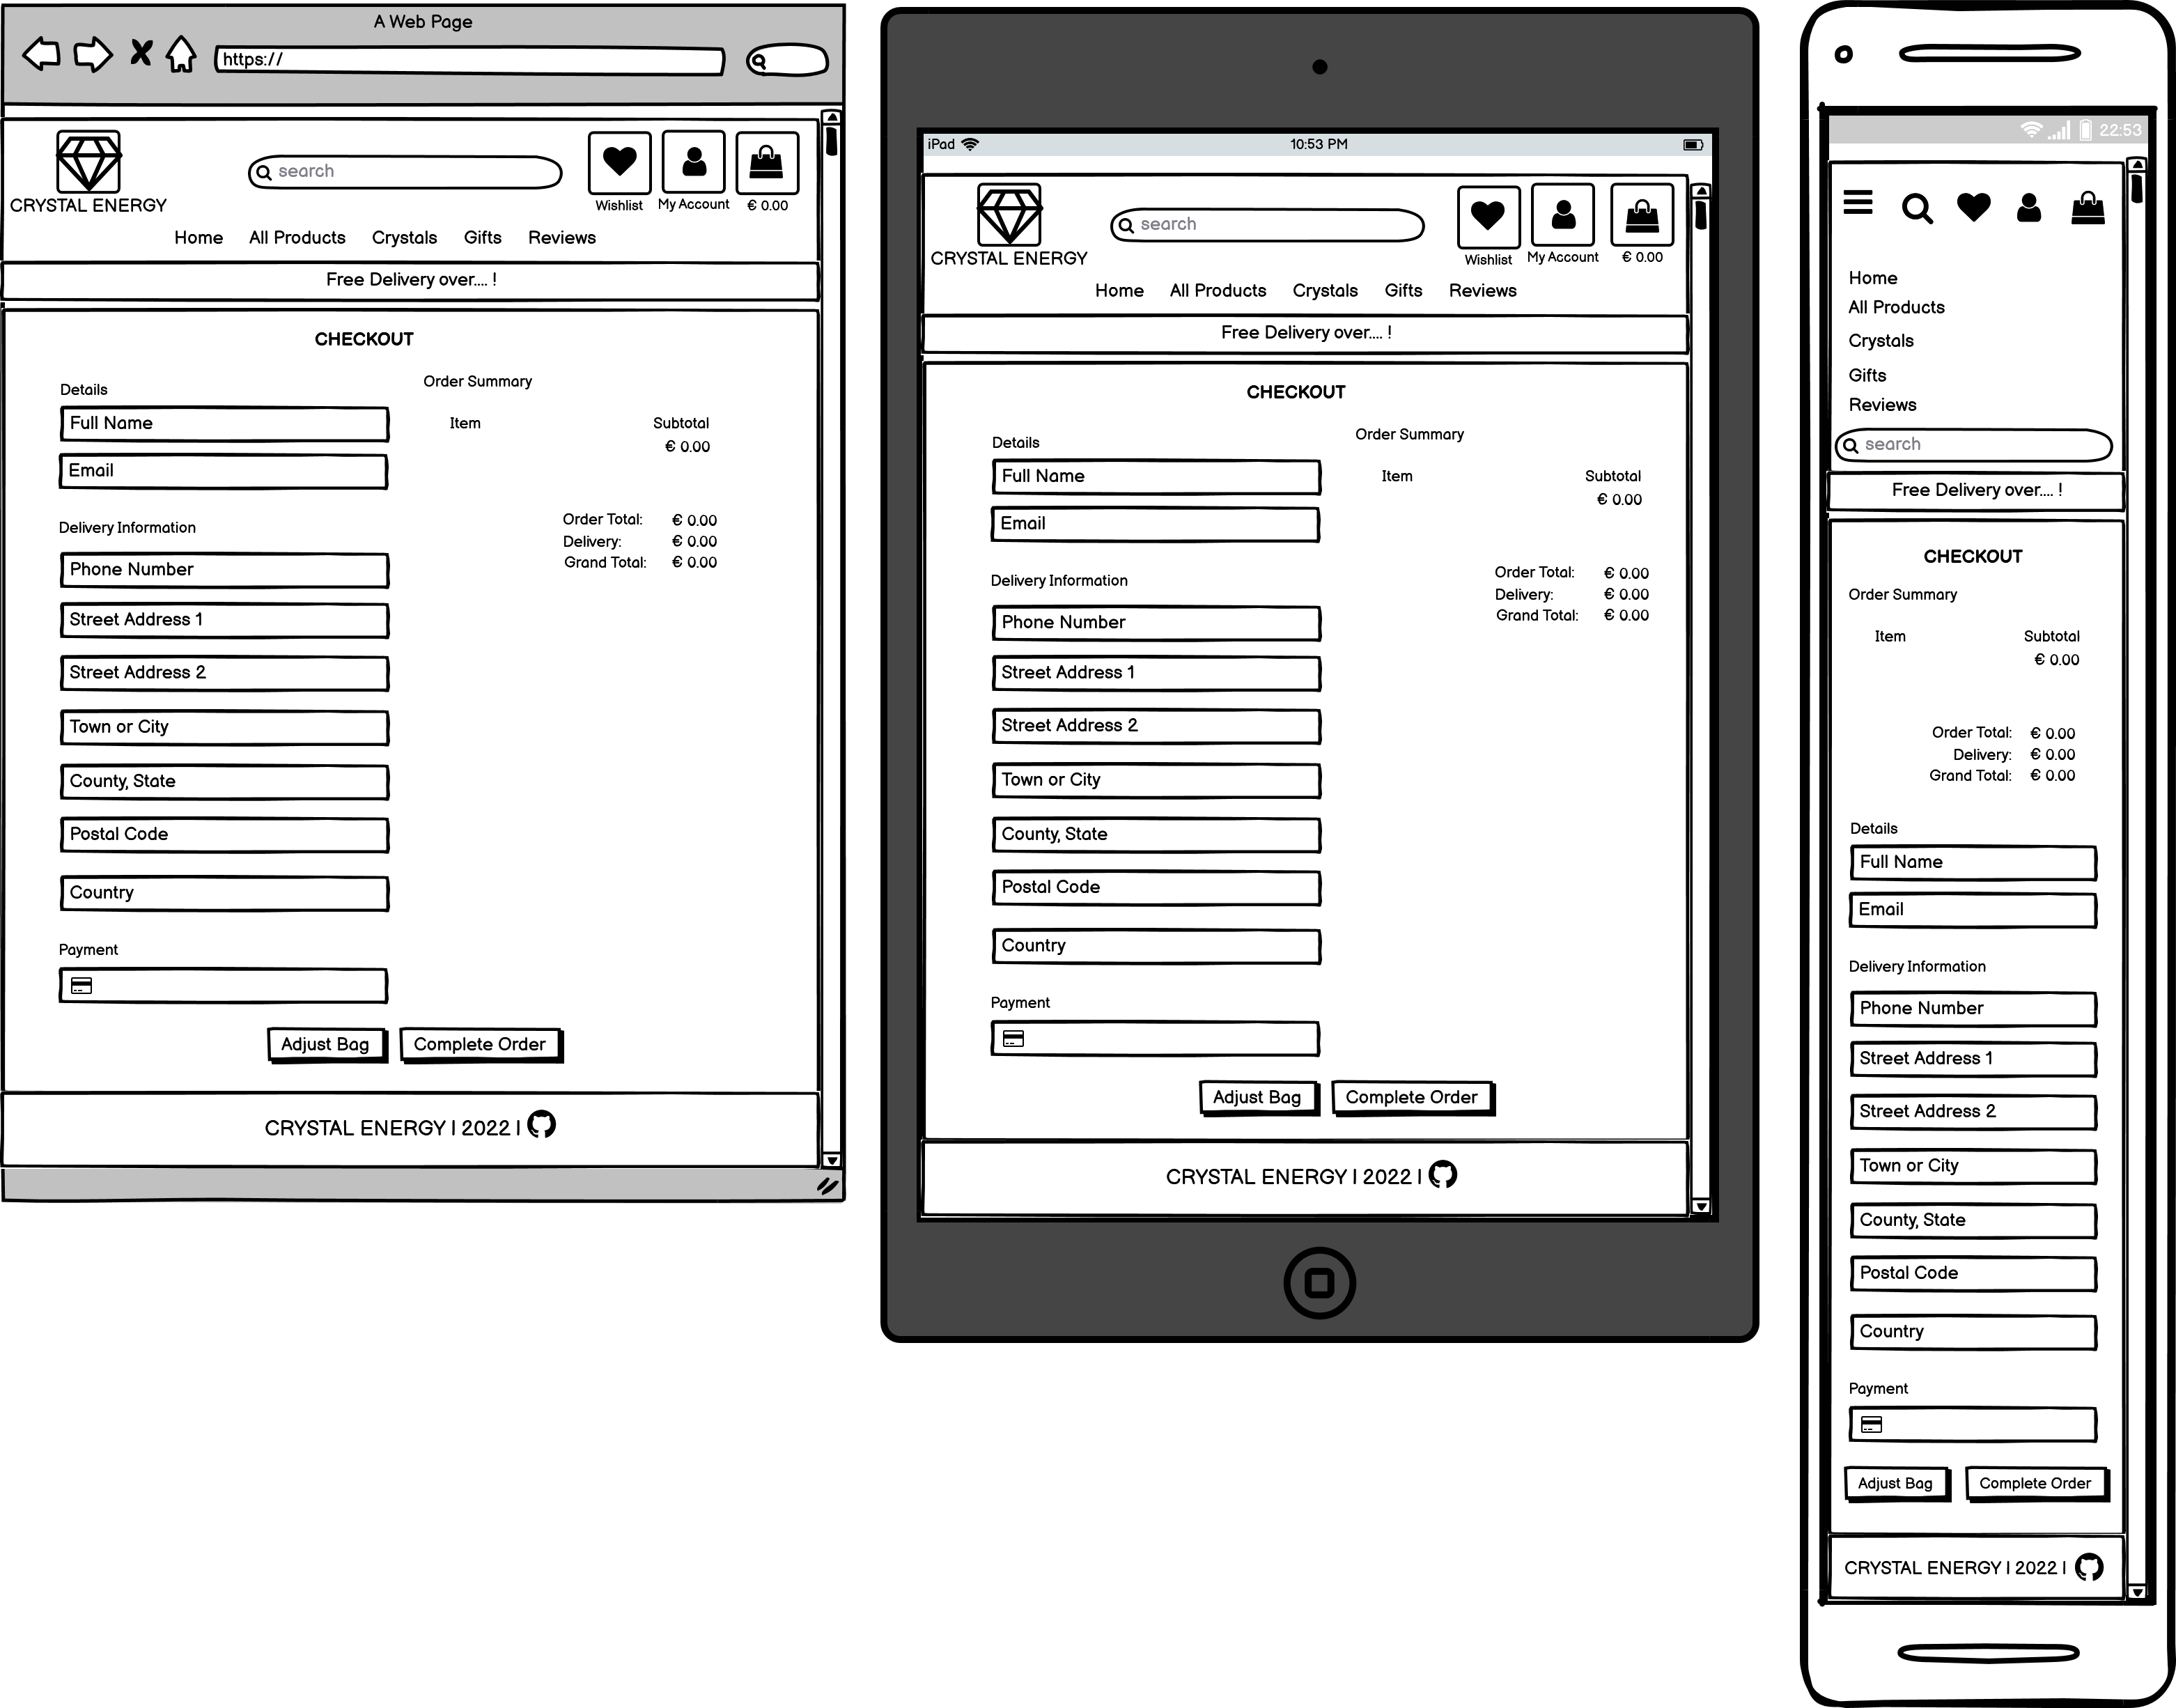 A Web Page
https://
search
CRYSTAL ENERGY
Wishlist My Account € 0.00
Home All Products Crystals Gifts Reviews
Free Delivery over.... !
CHECKOUT
Details
Full Name
Email
Delivery Information
Phone Number
Street Address 1
Street Address 2
Town or City
County, State
Postal Code
Country
Payment
Order Summary
Item Subtotal
€ 0.00
Order Total: € 0.00
Delivery: € 0.00
Grand Total: € 0.00
Adjust Bag Complete Order
CRYSTAL ENERGY | 2022 |
iPad 10:53 PM
search
CRYSTAL ENERGY
Wishlist My Account € 0.00
Home All Products Crystals Gifts Reviews
Free Delivery over.... !
CHECKOUT
Details
Full Name
Email
Delivery Information
Phone Number
Street Address 1
Street Address 2
Town or City
County, State
Postal Code
Country
Payment
Order Summary
Item Subtotal
€ 0.00
Order Total: € 0.00
Delivery: € 0.00
Grand Total: € 0.00
Adjust Bag Complete Order
CRYSTAL ENERGY | 2022 |
22:53
Home
All Products
Crystals
Gifts
Reviews
search
Free Delivery over.... !
CHECKOUT
Order Summary
Item Subtotal
€ 0.00
Order Total: € 0.00
Delivery: € 0.00
Grand Total: € 0.00
Details
Full Name
Email
Delivery Information
Phone Number
Street Address 1
Street Address 2
Town or City
County, State
Postal Code
Country
Payment
Adjust Bag Complete Order
CRYSTAL ENERGY | 2022 |